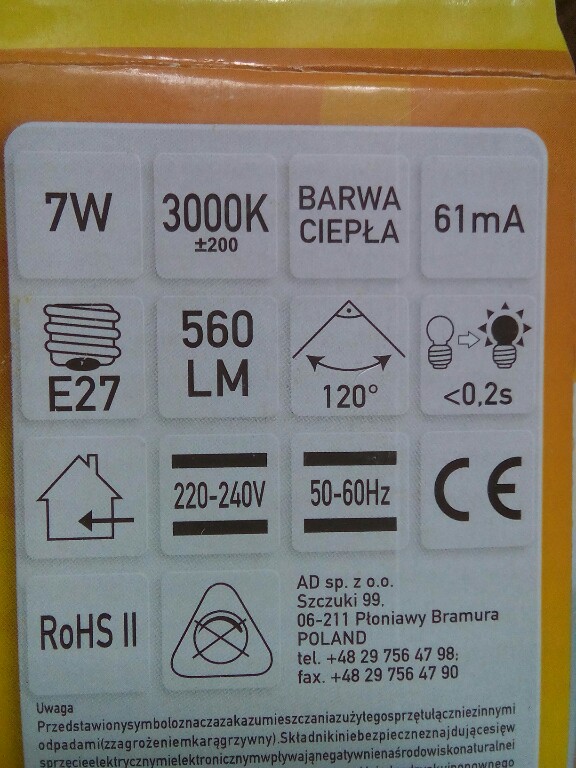 7W
3000K
±200
BARWA
CIEPŁA
61mA
E27
560
LM
120°
<0,2s
220-240V
50-60Hz
CE
RoHS II
AD sp. z o.o.
Szczuki 99,
06-211 Płoniawy Bramura
POLAND
tel. +48 29 756 47 98;
fax. +48 29 756 47 90
Uwaga
Przedstawionysymboloznaczazakazumieszczaniazużytegosprzętułączniezinnymi
odpadami(zzagrożeniemkarągrzywny).Składnikiniebezpieczneznajdującesięw
sprzęcieelektrycznymielektronicznymwpływająnegatywnienaśrodowiskonaturalnei